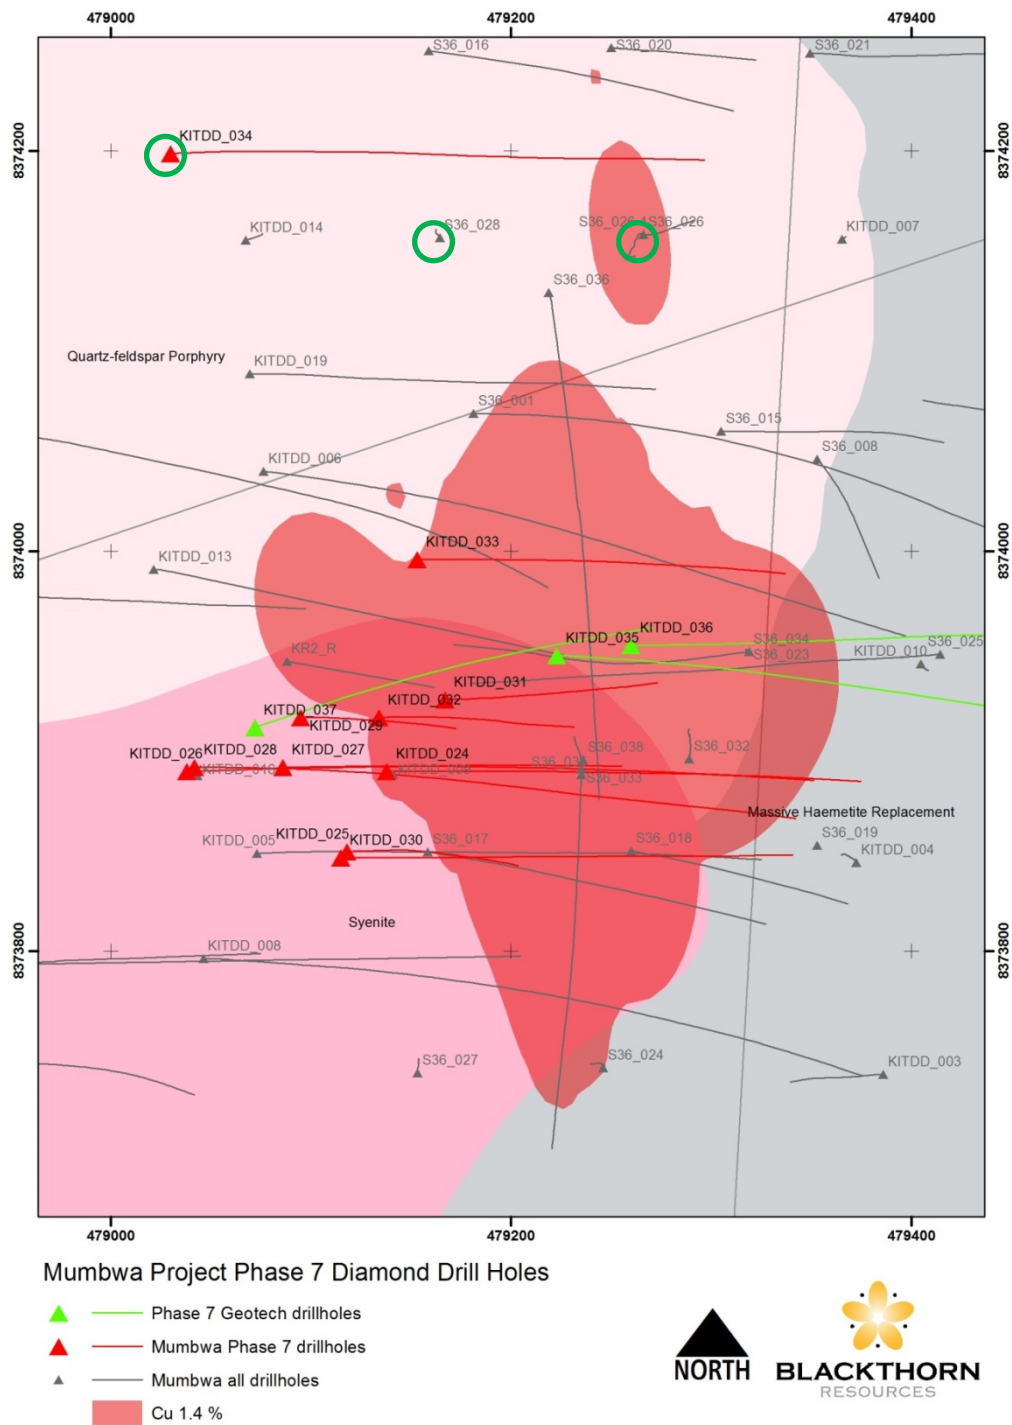 479000 479200 479400
S36_016 S36_020 S36_021
KITDD_034
8374200 8374200
KITDD_014 S36_028 S36_026 S36_026 KITDD_007
S36_036
Quartz-feldspar Porphyry
KITDD_019
S36_001
S36_015
S36_008
KITDD_006
8374000 8374000
KITDD_033
KITDD_013
KITDD_035 KITDD_036
KR2_R S36_034
S36_023 KITDD_010 S36_025
KITDD_031
KITDD_032
KITDD_037
KITDD_029
KITDD_026 KITDD_028 KITDD_027 KITDD_024
S36_038 S36_032
S36_033
Massive Haemetite Replacement
KITDD_005 KITDD_025 KITDD_030 S36_017 S36_018 S36_019
KITDD_004
Syenite
8373800 8373800
KITDD_008
S36_027 S36_024 KITDD_003
479000 479200 479400
Mumbwa Project Phase 7 Diamond Drill Holes
Phase 7 Geotech drillholes
Mumbwa Phase 7 drillholes
Mumbwa all drillholes
Cu 1.4 %
NORTH
BLACKTHORN
RESOURCES